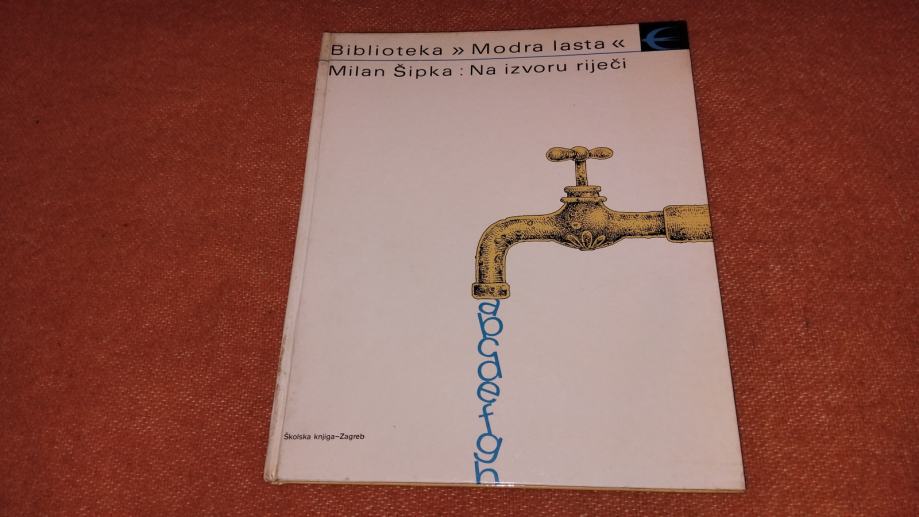 Biblioteka » Modra lasta «
Milan Šipka : Na izvoru riječi
a
b
c
d
e
f
g
h
Školska knjiga–Zagreb